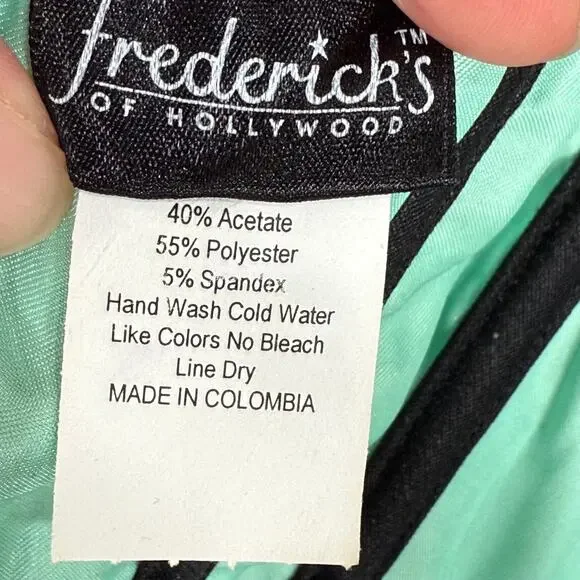 frederick's™
OF HOLLYWOOD
40% Acetate
55% Polyester
5% Spandex
Hand Wash Cold Water
Like Colors No Bleach
Line Dry
MADE IN COLOMBIA